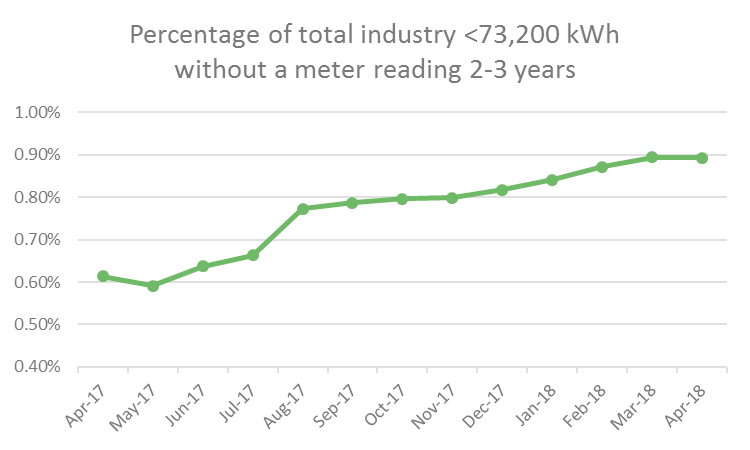 Percentage of total industry <73,200 kWh
without a meter reading 2-3 years
1.00%
0.90%
0.80%
0.70%
0.60%
0.50%
0.40%
Apr-17
May-17
Jun-17
Jul-17
Aug-17
Sep-17
Oct-17
Nov-17
Dec-17
Jan-18
Feb-18
Mar-18
Apr-18